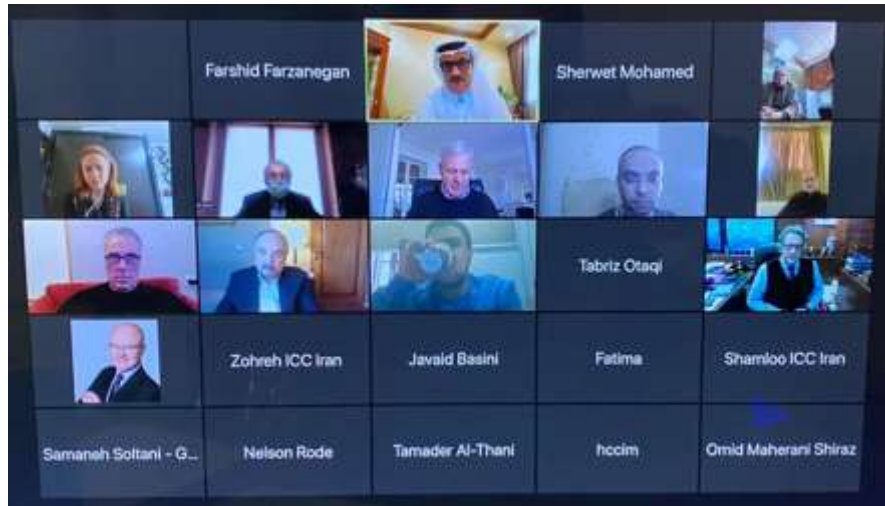 Farshid Farzanegan
Sherwet Mohamed
Tabriz Otaqi
Zohreh ICC Iran
Javaid Basini
Fatima
Shamloo ICC Iran
Samaneh Soltani - G...
Nelson Rode
Tamader Al-Thani
hccim
Omid Maherani Shiraz